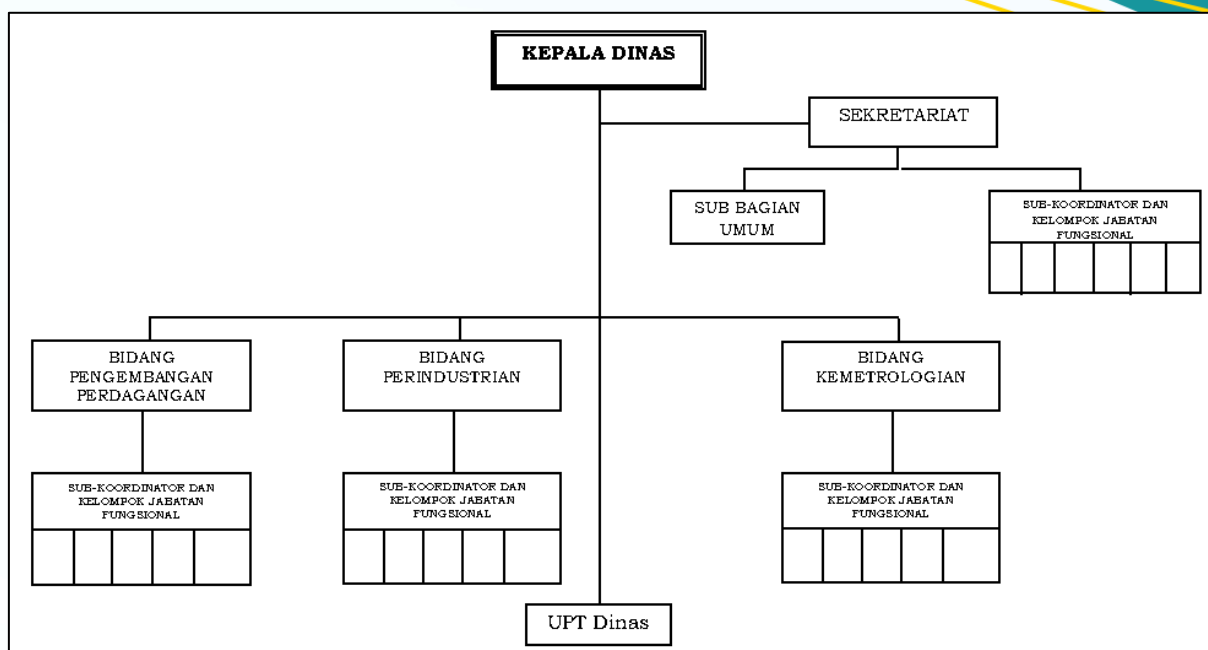 KEPALA DINAS
SEKRETARIAT
SUB BAGIAN
UMUM
SUB-KOORDINATOR DAN
KELOMPOK JABATAN
FUNGSIONAL
BIDANG
PENGEMBANGAN
PERDAGANGAN
BIDANG
PERINDUSTRIAN
BIDANG
KEMETROLOGIAN
SUB-KOORDINATOR DAN
KELOMPOK JABATAN
FUNGSIONAL
SUB-KOORDINATOR DAN
KELOMPOK JABATAN
FUNGSIONAL
SUB-KOORDINATOR DAN
KELOMPOK JABATAN
FUNGSIONAL
UPT Dinas